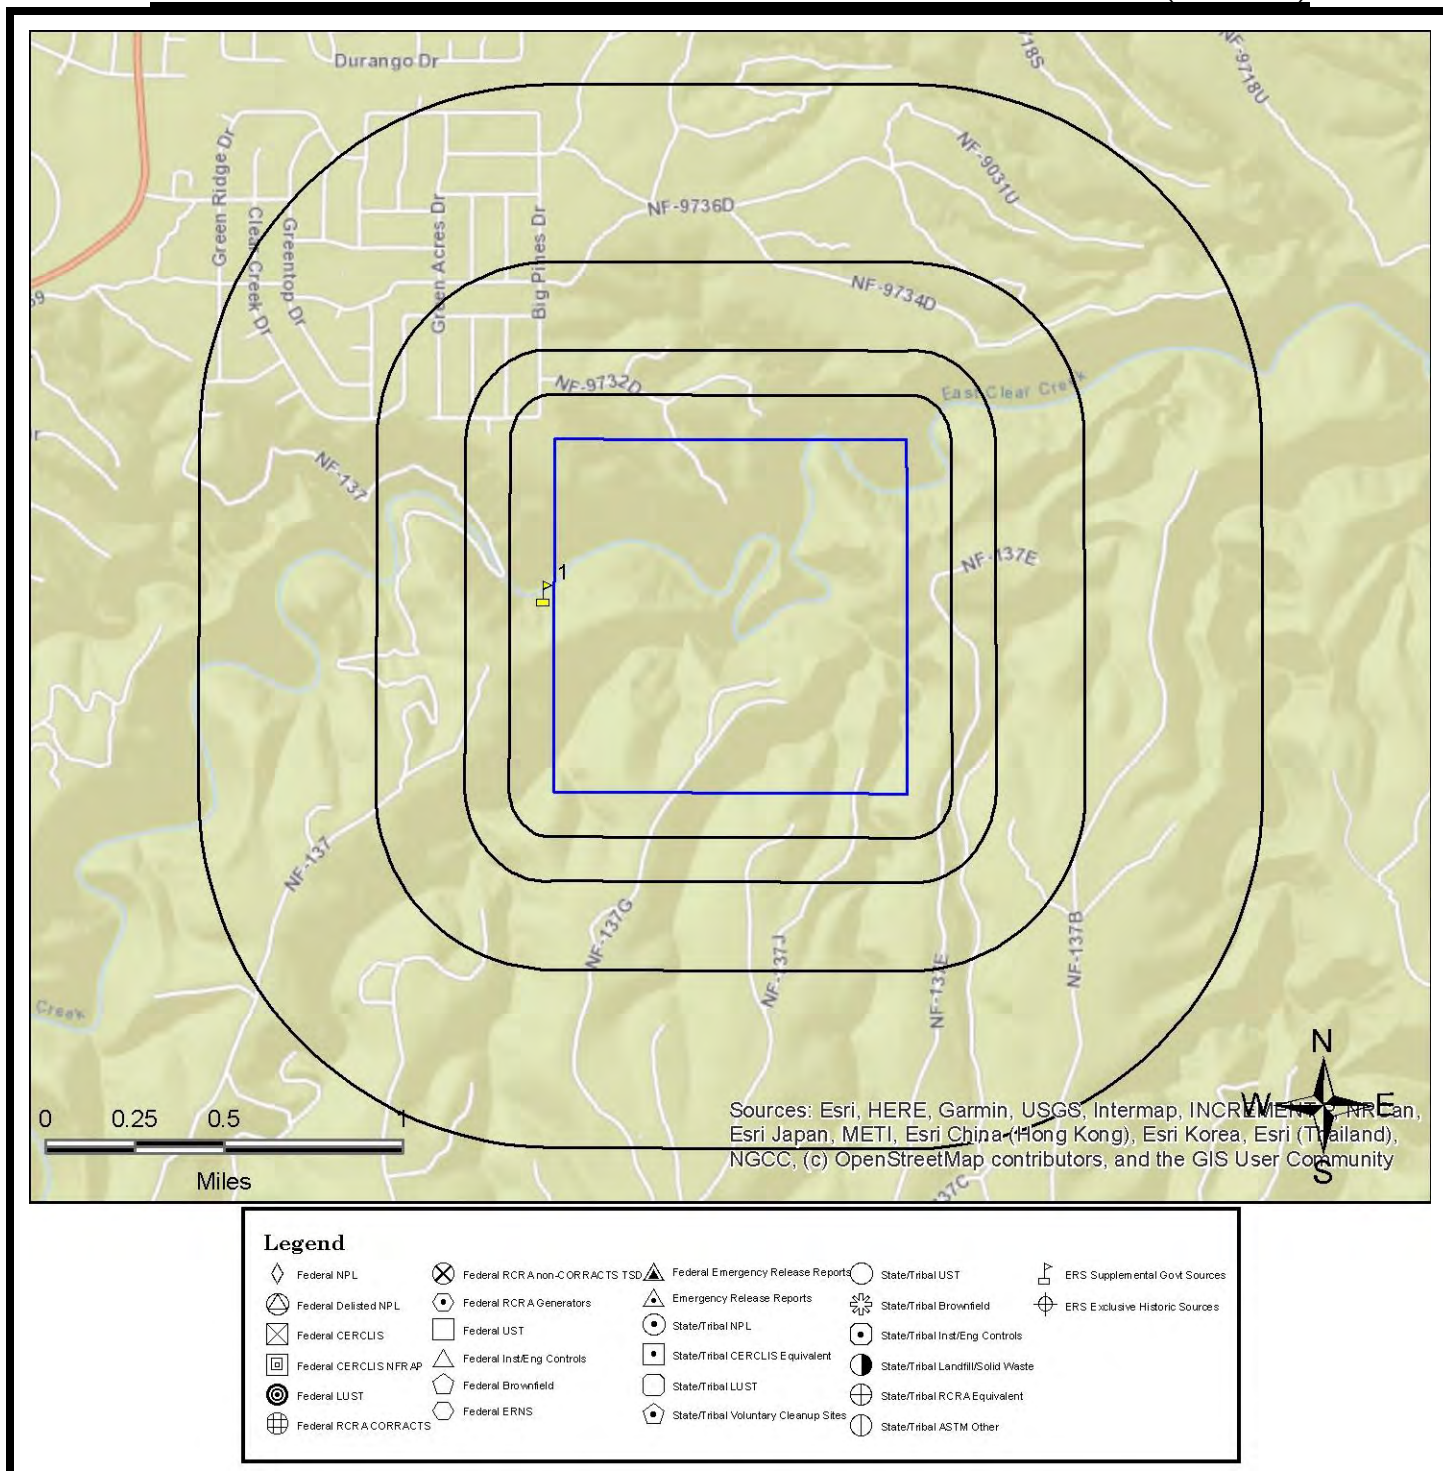 Durango Dr
718S
NF-9718U
Green Ridge Dr
Clear Creek Dr
Greentop Dr
Green Acres Dr
Big Pines Dr
NF-9736D
NF-9031U
NF-9734D
NF-9732D
East Clear Creek
NF-137
1
NF-137E
NF-137
NF-137G
NF-137J
NF-137E
NF-137B
Creek
N
W
E
S
0 0.25 0.5 1
Miles
137C
Sources: Esri, HERE, Garmin, USGS, Intermap,
Esri Japan, METI, Esri China (Hong Kong), Esri Korea, Esri (Thailand),
NGCC, (c) OpenStreetMap contributors, and the GIS User Community
Legend
Federal NPL
Federal Delisted NPL
Federal CERCLIS
Federal CERCLIS NFRAP
Federal LUST
Federal RCRA CORRACTS
Federal RCRA non-CORRACTS TSD
Federal RCRA Generators
Federal UST
Federal Inst/Eng Controls
Federal Brownfield
Federal ERNS
Federal Emergency Release Reports
Emergency Release Reports
State/Tribal NPL
State/Tribal CERCLIS Equivalent
State/Tribal LUST
State/Tribal Voluntary Cleanup Sites
State/Tribal UST
State/Tribal Brownfield
State/Tribal Inst/Eng Controls
State/Tribal Landfill/Solid Waste
State/Tribal RCRA Equivalent
State/Tribal ASTM Other
ERS Supplemental Govt Sources
ERS Exclusive Historic Sources